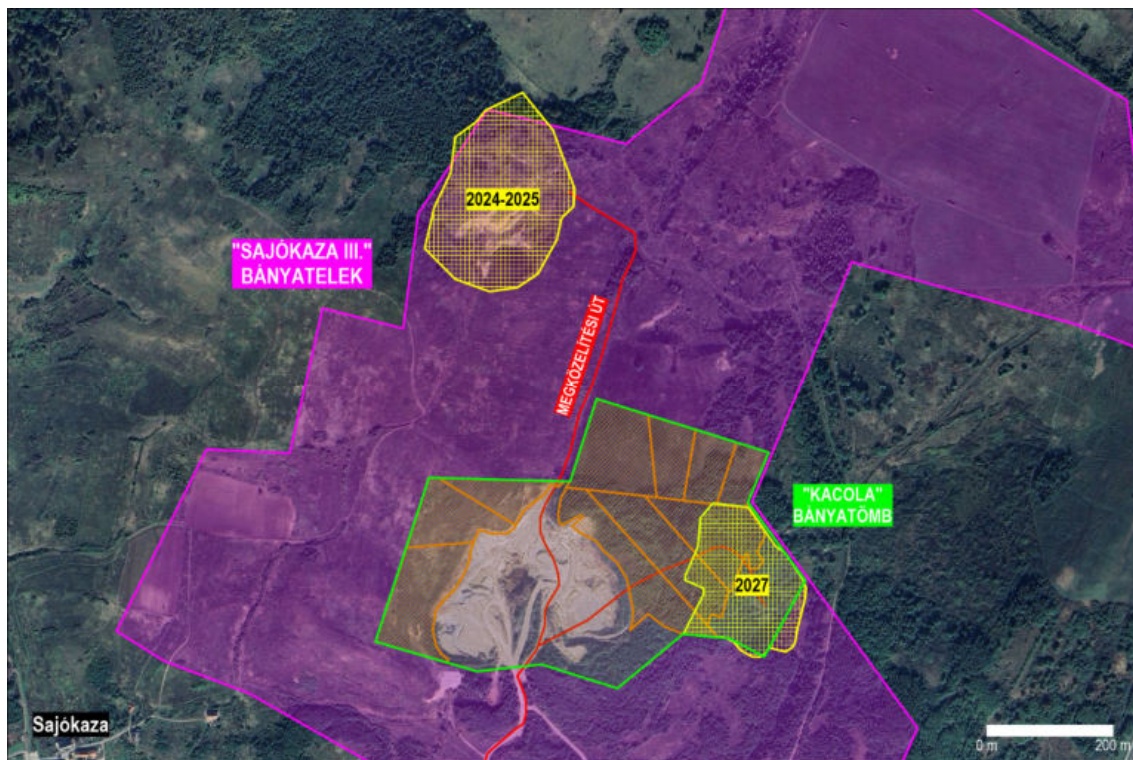 2024-2025
"SAJÓKAZA III."
BÁNYATELEK
MEGKÖZELÍTÉSI ÚT
"KACOLA"
BÁNYATÖMB
2027
Sajókaza
0 m
200 m